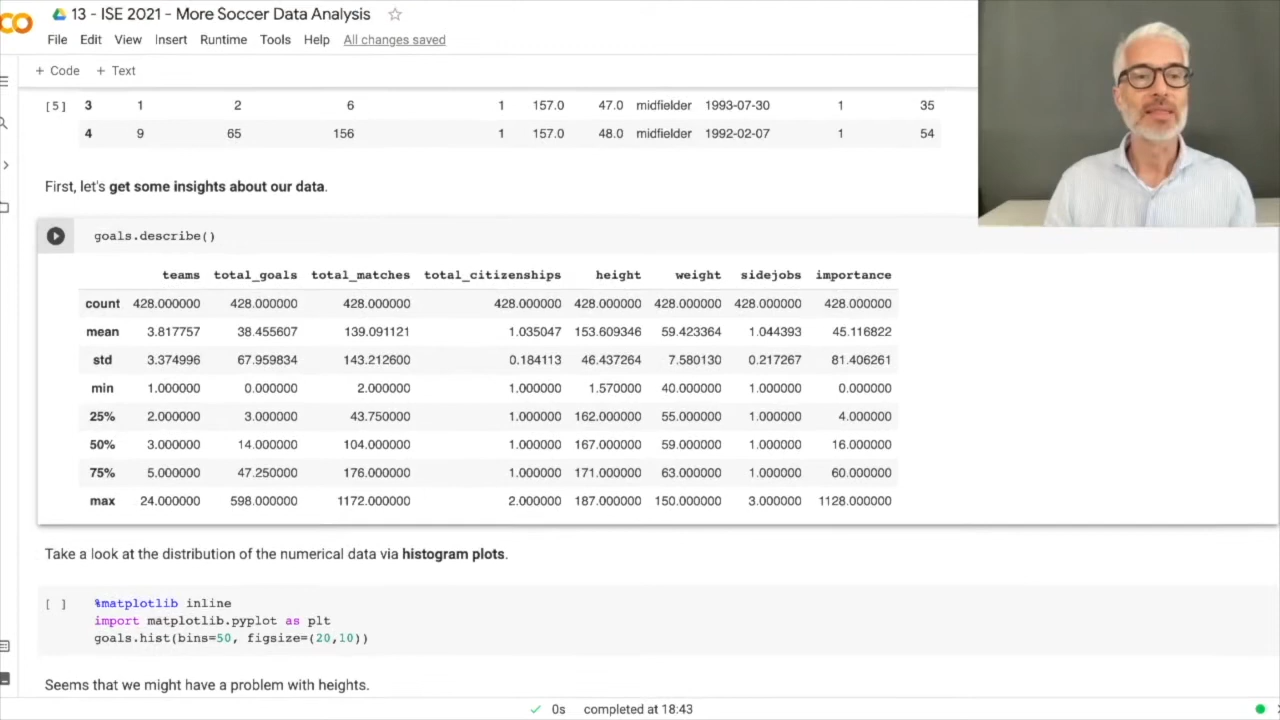 CO
13 - ISE 2021 - More Soccer Data Analysis
File Edit View Insert Runtime Tools Help All changes saved
+ Code + Text
[5] 3 1 2 6 1 157.0 47.0 midfielder 1993-07-30 1 35
4 9 65 156 1 157.0 48.0 midfielder 1992-02-07 1 54
First, let's get some insights about our data.
goals.describe()
teams total_goals total_matches total_citizenships height weight sidejobs importance
count 428.000000 428.000000 428.000000 428.000000 428.000000 428.000000 428.000000 428.000000
mean 3.817757 38.455607 139.091121 1.035047 153.609346 59.423364 1.044393 45.116822
std 3.374996 67.959834 143.212600 0.184113 46.437264 7.580130 0.217267 81.406261
min 1.000000 0.000000 2.000000 1.000000 1.570000 40.000000 1.000000 0.000000
25% 2.000000 3.000000 43.750000 1.000000 162.000000 55.000000 1.000000 4.000000
50% 3.000000 14.000000 104.000000 1.000000 167.000000 59.000000 1.000000 16.000000
75% 5.000000 47.250000 176.000000 1.000000 171.000000 63.000000 1.000000 60.000000
max 24.000000 598.000000 1172.000000 2.000000 187.000000 150.000000 3.000000 1128.000000
Take a look at the distribution of the numerical data via histogram plots.
[ ] %matplotlib inline
import matplotlib.pyplot as plt
goals.hist(bins=50, figsize=(20,10))
Seems that we might have a problem with heights.
0s completed at 18:43